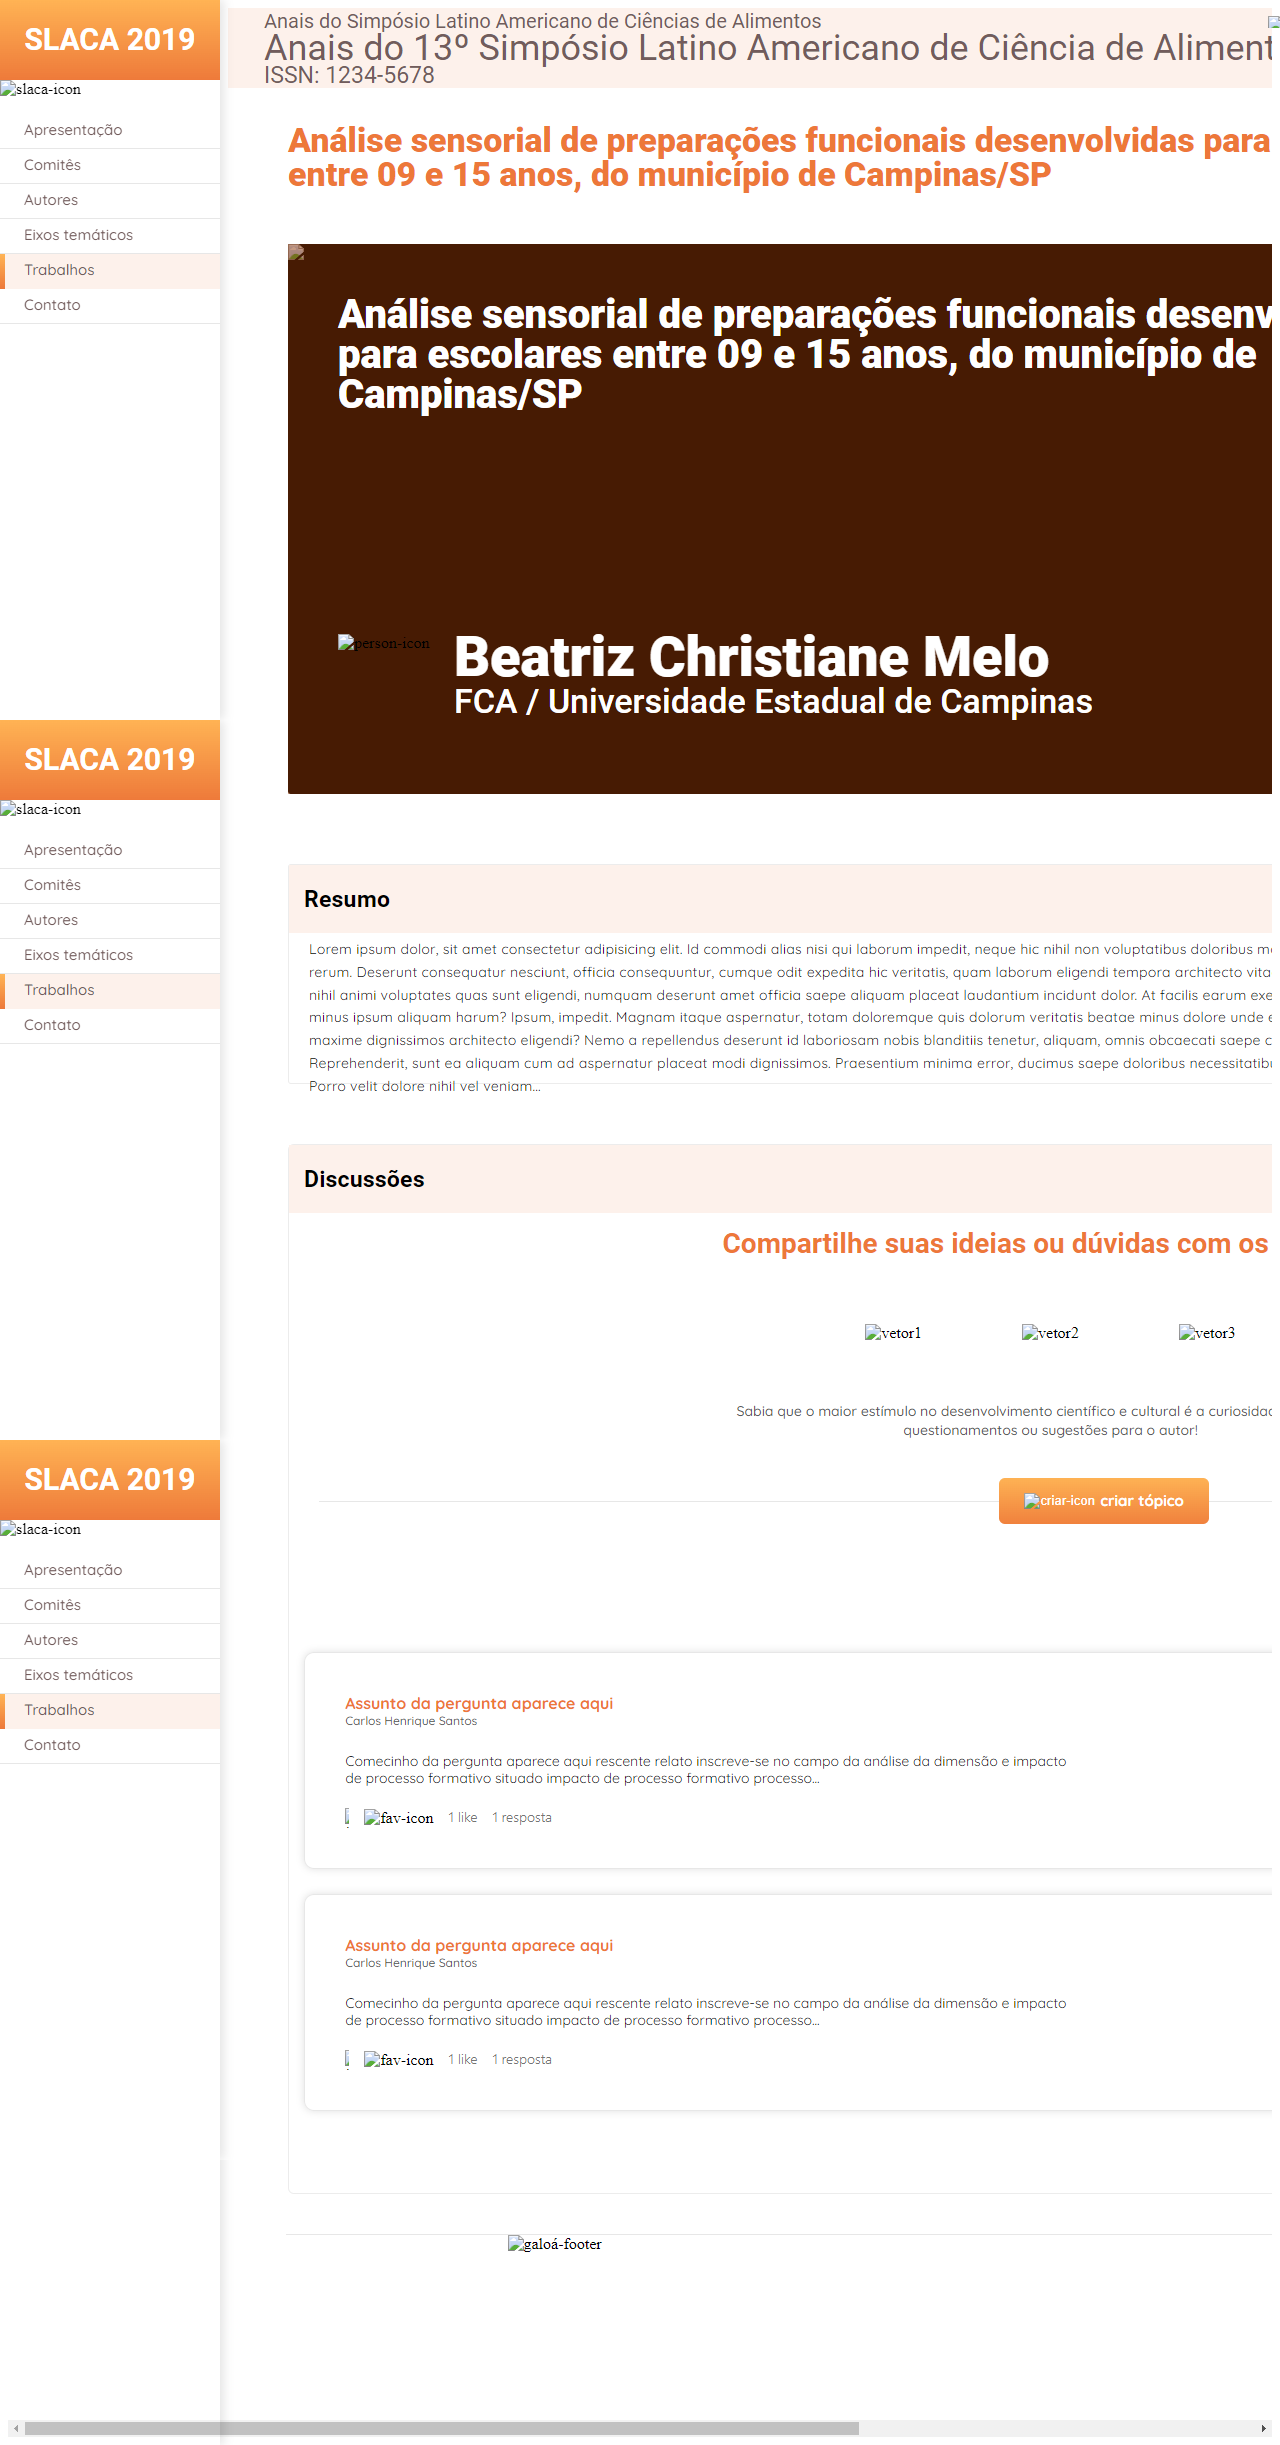 SLACA 2019
slaca-icon
Apresentação
Comitês
Autores
Eixos temáticos
Trabalhos
Contato
Anais do Simpósio Latino Americano de Ciências de Alimentos
Anais do 13º Simpósio Latino Americano de Ciência de Aliment
ISSN: 1234-5678
Análise sensorial de preparações funcionais desenvolvidas para
entre 09 e 15 anos, do município de Campinas/SP
Análise sensorial de preparações funcionais desenv
para escolares entre 09 e 15 anos, do município de
Campinas/SP
person-icon
Beatriz Christiane Melo
FCA / Universidade Estadual de Campinas
SLACA 2019
slaca-icon
Apresentação
Comitês
Autores
Eixos temáticos
Trabalhos
Contato
Resumo
Lorem ipsum dolor, sit amet consectetur adipisicing elit. Id commodi alias nisi qui laborum impedit, neque hic nihil non voluptatibus doloribus
rerum. Deserunt consequatur nesciunt, officia consequuntur, cumque odit expedita hic veritatis, quam laborum eligendi tempora architecto
nihil animi voluptates quas sunt eligendi, numquam deserunt amet officia saepe aliquam placeat laudantium incidunt dolor. At facilis earum
minus ipsum aliquam harum? Ipsum, impedit. Magnam itaque aspernatur, totam doloremque quis dolorum veritatis beatae minus dolore unde
maxime dignissimos architecto eligendi? Nemo a repellendus deserunt id laboriosam nobis blanditiis tenetur, aliquam, omnis obcaecati saepe
Reprehenderit, sunt ea aliquam cum ad aspernatur placeat modi dignissimos. Praesentium minima error, ducimus saepe doloribus
Porro velit dolore nihil vel veniam...
Discussões
Compartilhe suas ideias ou dúvidas com os
vetor1
vetor2
vetor3
Sabia que o maior estímulo no desenvolvimento científico e cultural é a
questionamentos ou sugestões para o autor!
criar-icon criar tópico
SLACA 2019
slaca-icon
Apresentação
Comitês
Autores
Eixos temáticos
Trabalhos
Contato
Assunto da pergunta aparece aqui
Carlos Henrique Santos
Comecinho da pergunta aparece aqui rescente relato inscreve-se no campo da análise da dimensão e impacto
de processo formativo situado impacto de processo formativo processo...
fav-icon 1 like 1 resposta
Assunto da pergunta aparece aqui
Carlos Henrique Santos
Comecinho da pergunta aparece aqui rescente relato inscreve-se no campo da análise da dimensão e impacto
de processo formativo situado impacto de processo formativo processo...
fav-icon 1 like 1 resposta
galoá-footer